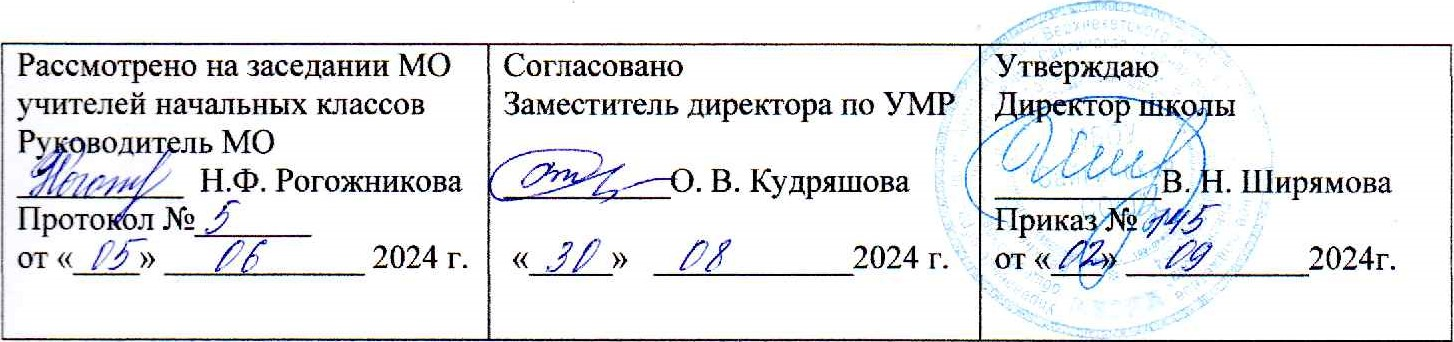 Рассмотрено на заседании МО
учителей начальных классов
Руководитель МО
Н.Ф. Рогожникова
Протокол № 5
от «05» 06 2024 г.
Согласовано
Заместитель директора по УМР
О. В. Кудряшова
«30» 08 2024 г.
Утверждаю
Директор школы
В. Н. Ширямова
Приказ № 145
от «02» 09 2024г.